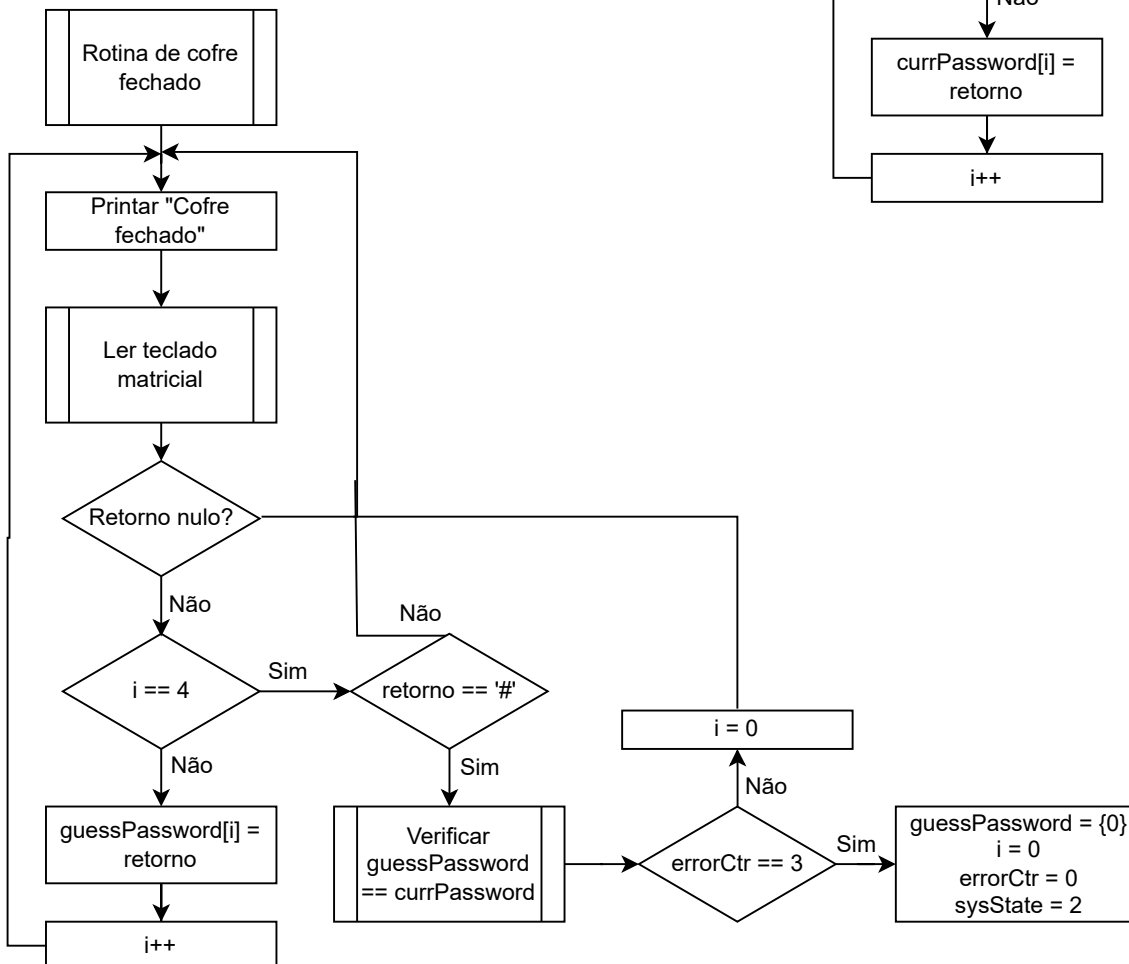 Não
currPassword[i] =
retorno
i++
Rotina de cofre
fechado
Printar "Cofre
fechado"
Ler teclado
matricial
Retorno nulo?
Não
i == 4
Sim
Não
retorno == '#'
Não
guessPassword[i] =
retorno
i++
Sim
Verificar
guessPassword
== currPassword
i = 0
Não
errorCtr == 3
Sim
guessPassword = {0}
i = 0
errorCtr = 0
sysState = 2